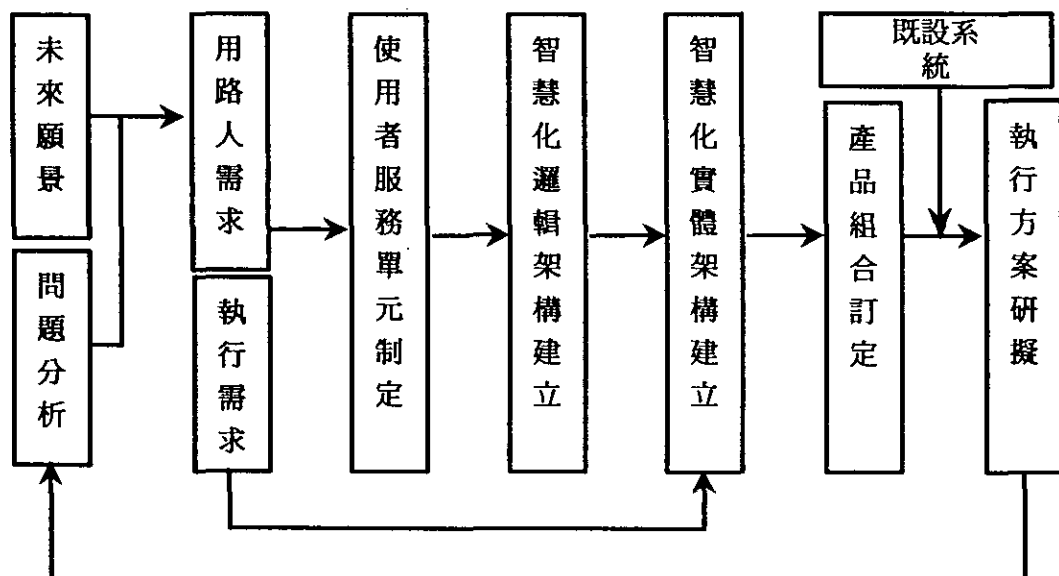 未來願景
問題分析
用路人需求
執行需求
使用者服務單元制定
智慧化邏輯架構建立
智慧化實體架構建立
既設系
統
產品組合訂定
執行方案研擬